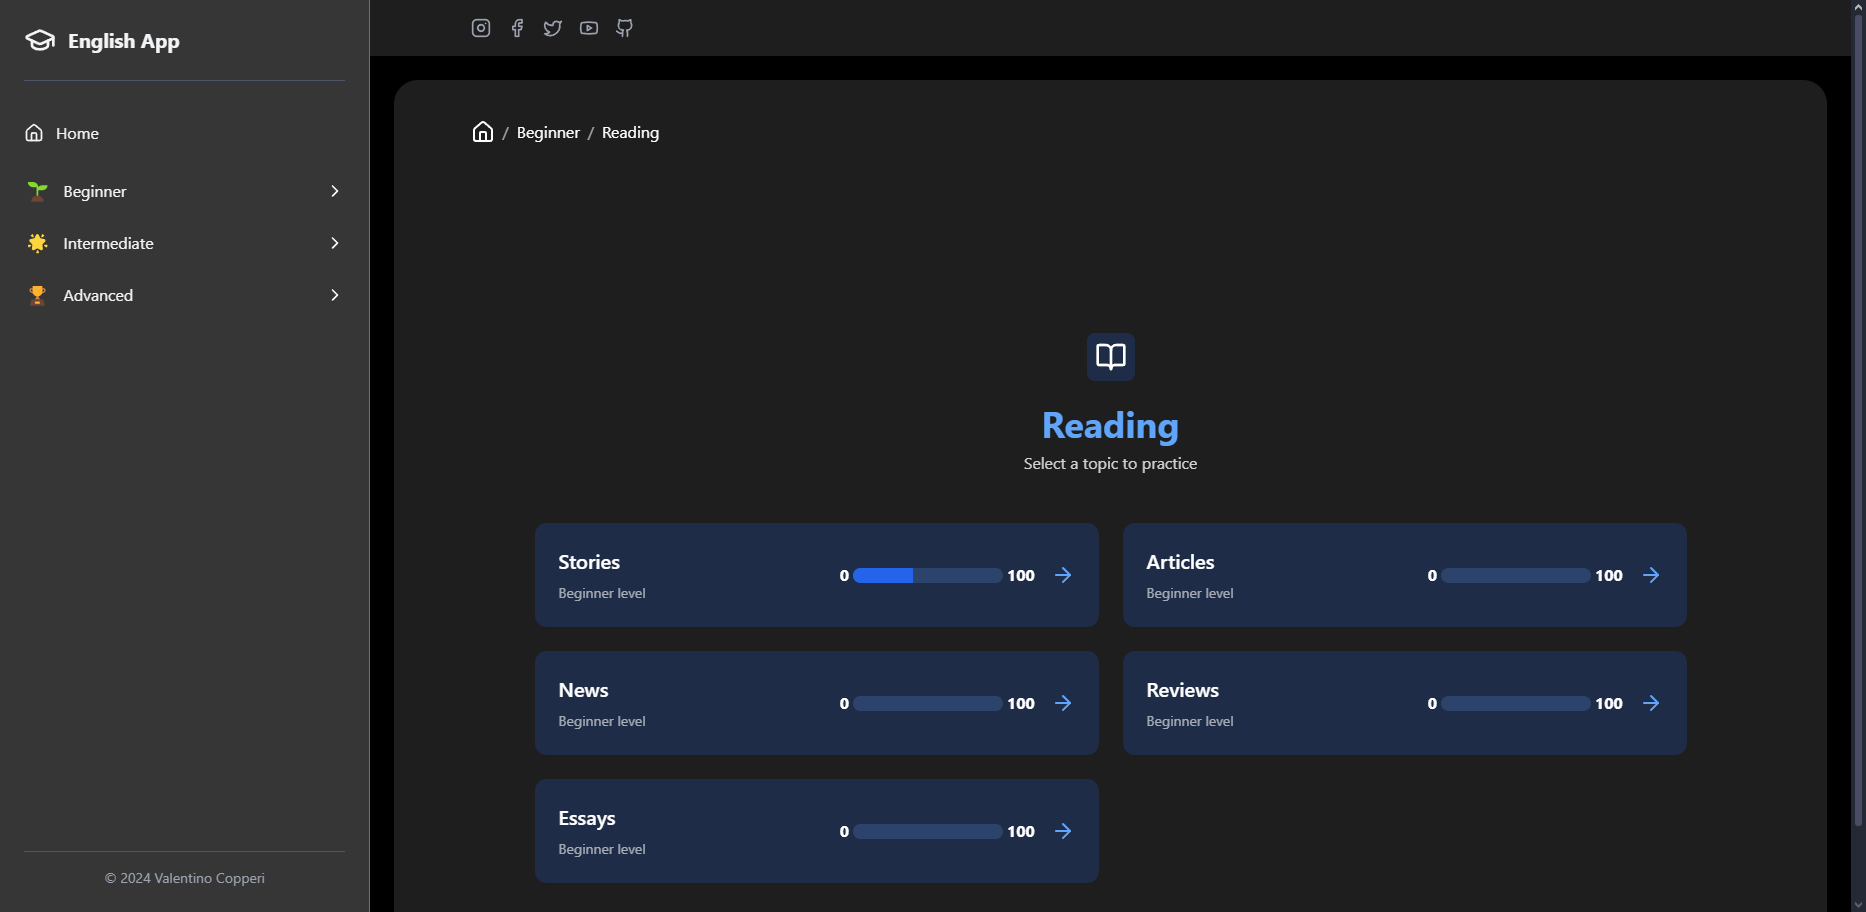 English App
Home
Beginner
Intermediate
Advanced
© 2024 Valentino Copperi
/ Beginner / Reading
Reading
Select a topic to practice
Stories
Beginner level
0 100
Articles
Beginner level
0 100
News
Beginner level
0 100
Reviews
Beginner level
0 100
Essays
Beginner level
0 100